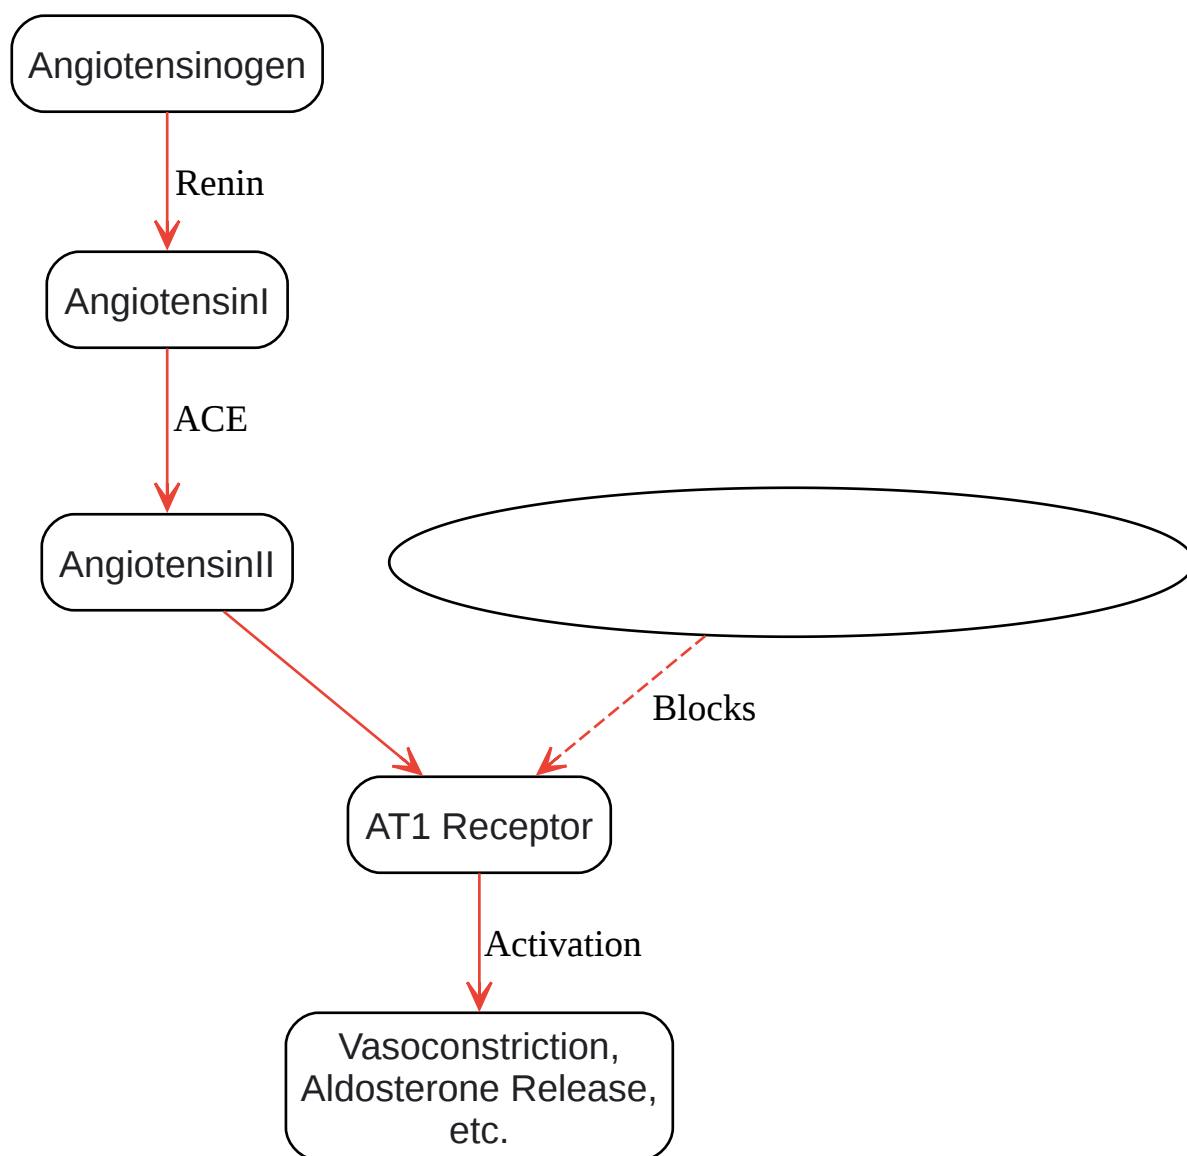 Angiotensinogen
Renin
AngiotensinI
ACE
AngiotensinII
Blocks
AT1 Receptor
Activation
Vasoconstriction,
Aldosterone Release,
etc.